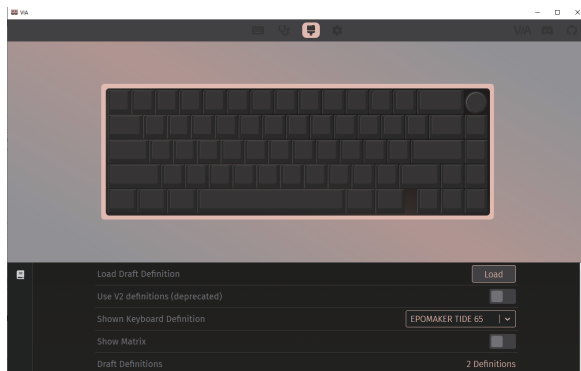 VIA
VIA
Load Draft Definition
Load
Use V2 definitions (deprecated)
Shown Keyboard Definition
EPOMAKER TIDE 65
Show Matrix
Draft Definitions
2 Definitions